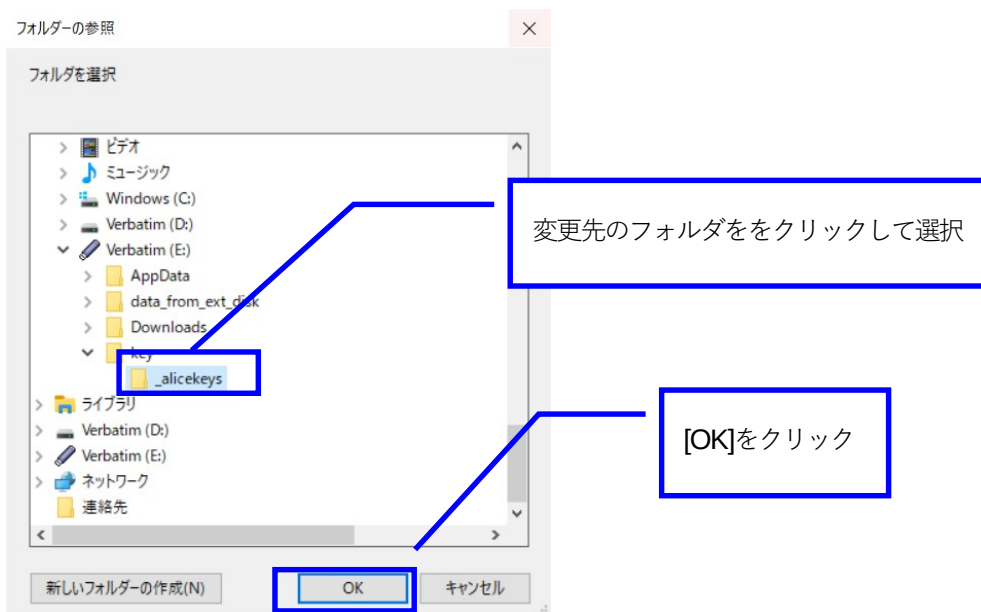 フォルダーの参照
フォルダを選択
ビデオ
ミュージック
Windows (C:)
Verbatim (D:)
Verbatim (E:)
AppData
data_from_ext_disk
Downloads
key
_alicekeys
ライブラリ
Verbatim (D:)
Verbatim (E:)
ネットワーク
連絡先
新しいフォルダーの作成(N)
OK
キャンセル
変更先のフォルダををクリックして選択
[OK]をクリック